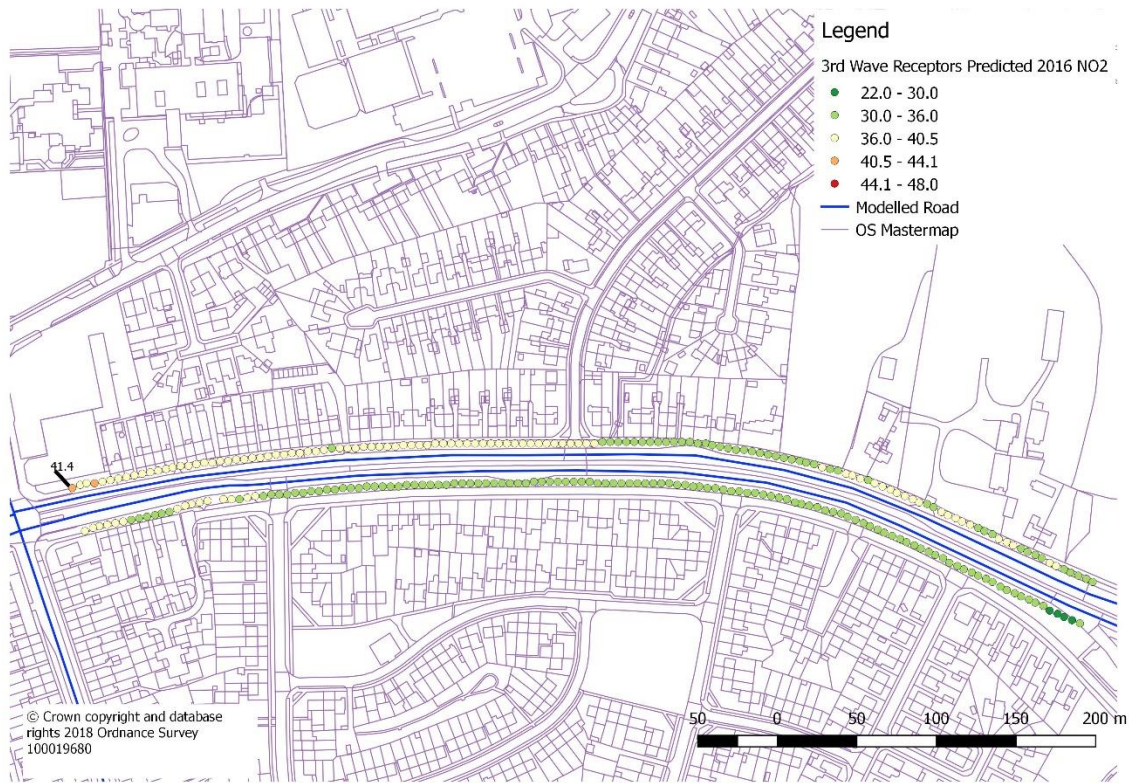 Legend
3rd Wave Receptors Predicted 2016 NO2
22.0 - 30.0
30.0 - 36.0
36.0 - 40.5
40.5 - 44.1
44.1 - 48.0
Modelled Road
OS Mastermap
41.4
© Crown copyright and database
rights 2018 Ordnance Survey
100019680
50 0 50 100 150 200 m